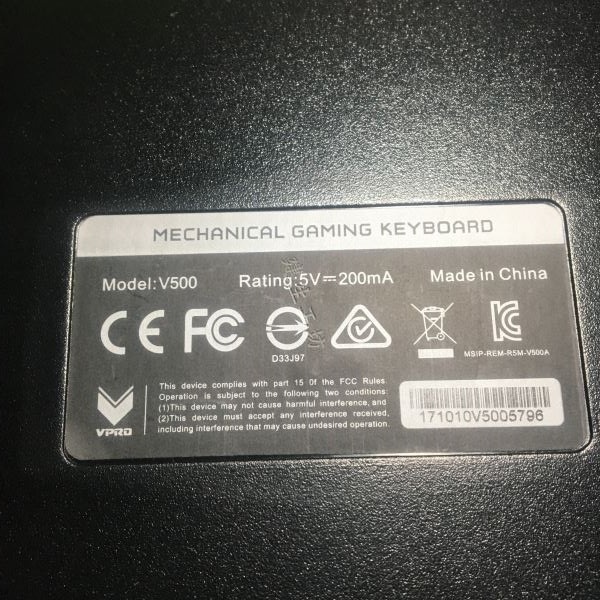 MECHANICAL GAMING KEYBOARD
Model:V500 Rating:5V⎓200mA Made in China
CE FC
D33J97
MSIP-REM-R5M-V500A
VPRO
This device complies with part 15 0f the FCC Rules
Operation is subject to the following two conditions:
(1)This device may not cause harmful interference, and
(2)This device must accept any interference received,
including interference that may cause undesired operation.
171010V5005796